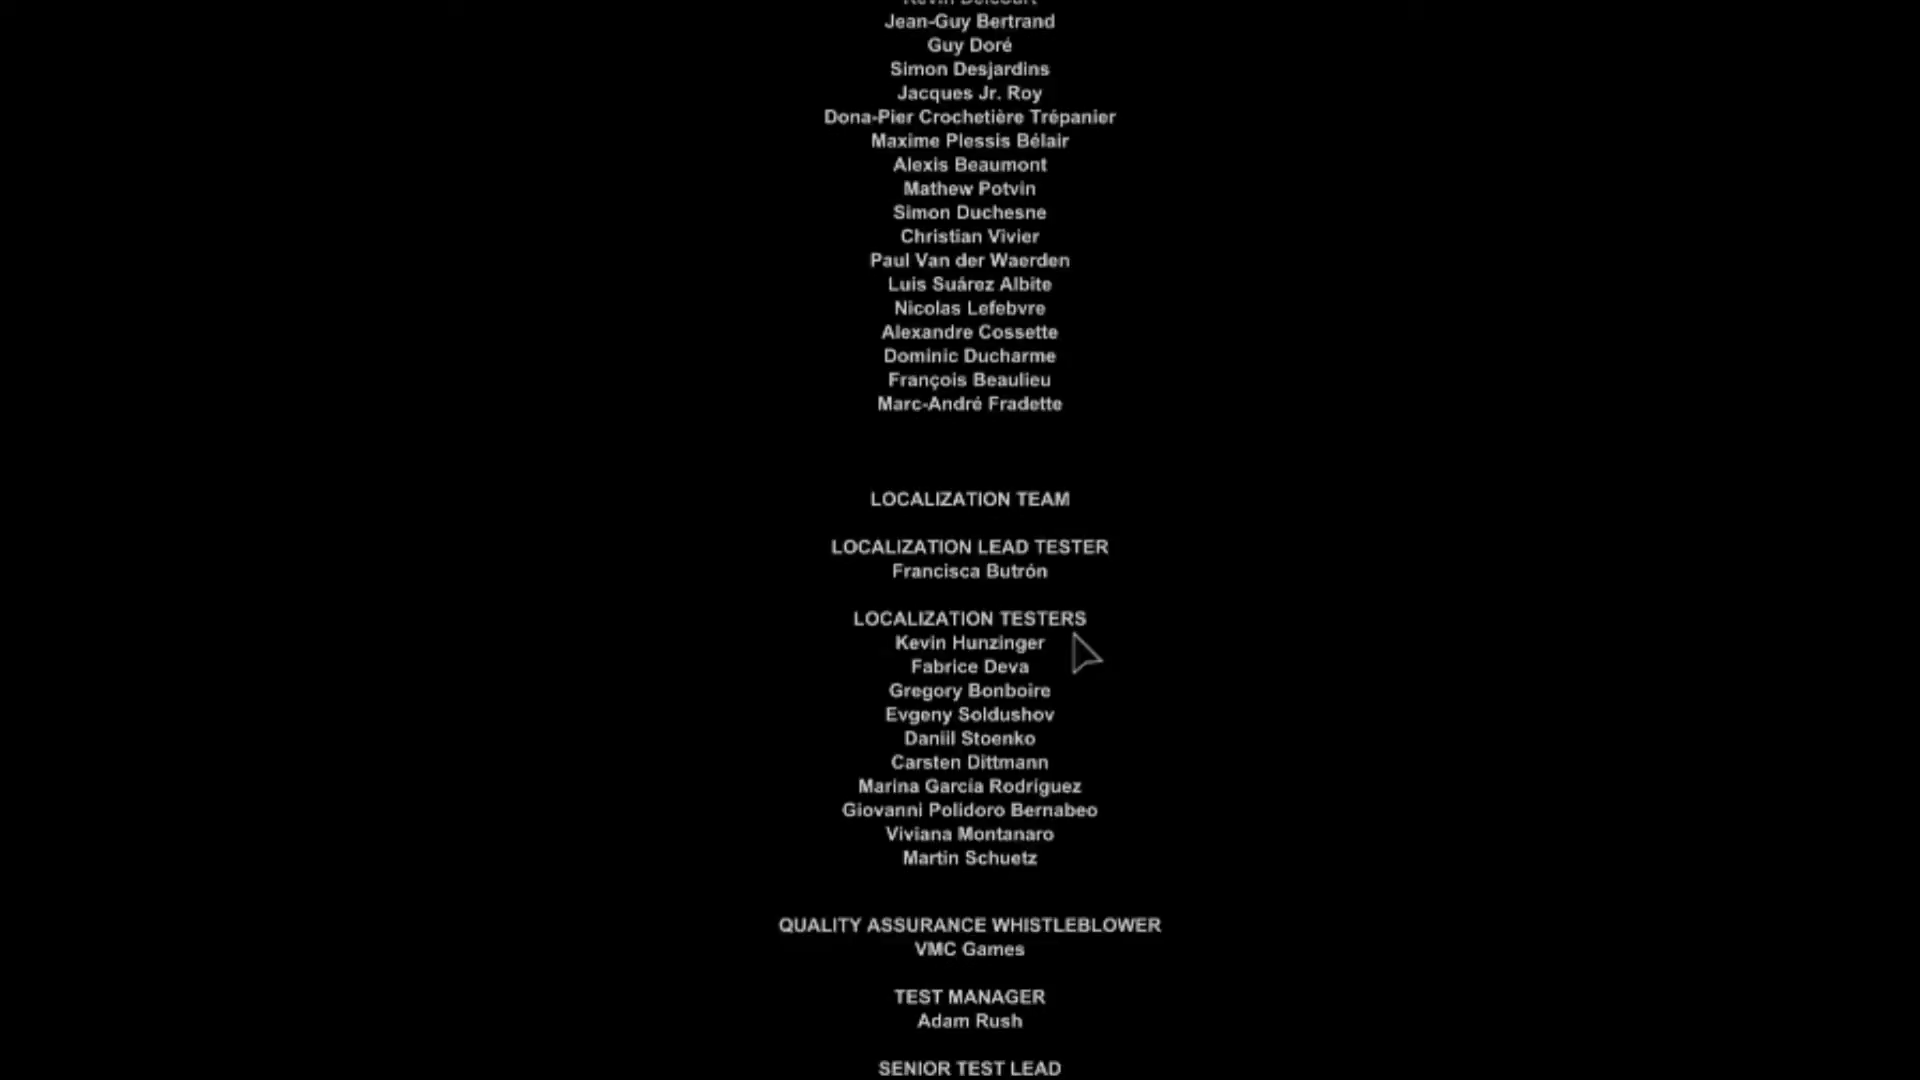 Jean-Guy Bertrand
Guy Doré
Simon Desjardins
Jacques Jr. Roy
Dona-Pier Crochetière Trépanier
Maxime Plessis Bélair
Alexis Beaumont
Mathew Potvin
Simon Duchesne
Christian Vivier
Paul Van der Waerden
Luis Suárez Albite
Nicolas Lefebvre
Alexandre Cossette
Dominic Ducharme
François Beaulieu
Marc-André Fradette
LOCALIZATION TEAM
LOCALIZATION LEAD TESTER
Francisca Butrón
LOCALIZATION TESTERS
Kevin Hunzinger
Fabrice Deva
Gregory Bonboire
Evgeny Soldushov
Daniil Stoenko
Carsten Dittmann
Marina García Rodríguez
Giovanni Polidoro Bernabeo
Viviana Montanaro
Martin Schuetz
QUALITY ASSURANCE WHISTLEBLOWER
VMC Games
TEST MANAGER
Adam Rush
SENIOR TEST LEAD